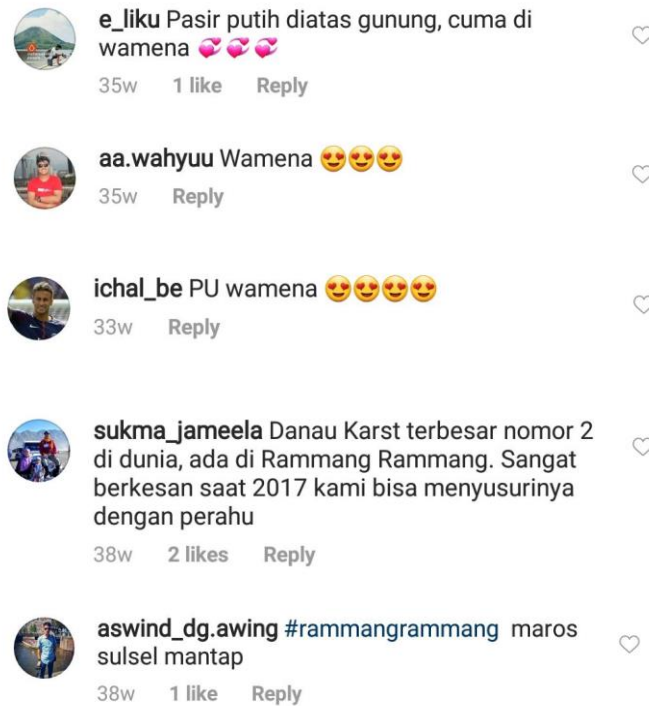 e_liku Pasir putih diatas gunung, cuma di
wamena 💞💞💞
35w 1 like Reply
aa.wahyuu Wamena 😍😍😍
35w Reply
ichal_be PU wamena 😍😍😍😍
33w Reply
sukma_jameela Danau Karst terbesar nomor 2
di dunia, ada di Rammang Rammang. Sangat
berkesan saat 2017 kami bisa menyusurinya
dengan perahu
38w 2 likes Reply
aswind_dg.awing #rammangrammang maros
sulsel mantap
38w 1 like Reply